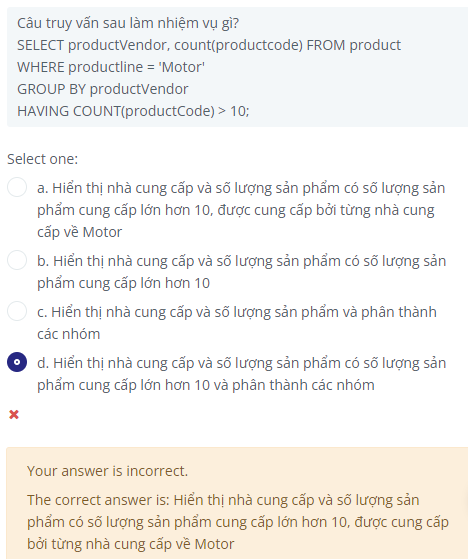 Câu truy vấn sau làm nhiệm vụ gì?
SELECT productVendor, count(productcode) FROM product
WHERE productline = 'Motor'
GROUP BY productVendor
HAVING COUNT(productCode) > 10;
Select one:
a. Hiển thị nhà cung cấp và số lượng sản phẩm có số lượng sản
phẩm cung cấp lớn hơn 10, được cung cấp bởi từng nhà cung
cấp về Motor
b. Hiển thị nhà cung cấp và số lượng sản phẩm có số lượng sản
phẩm cung cấp lớn hơn 10
c. Hiển thị nhà cung cấp và số lượng sản phẩm và phân thành
các nhóm
d. Hiển thị nhà cung cấp và số lượng sản phẩm có số lượng sản
phẩm cung cấp lớn hơn 10 và phân thành các nhóm
Your answer is incorrect.
The correct answer is: Hiển thị nhà cung cấp và số lượng sản
phẩm có số lượng sản phẩm cung cấp lớn hơn 10, được cung cấp
bởi từng nhà cung cấp về Motor